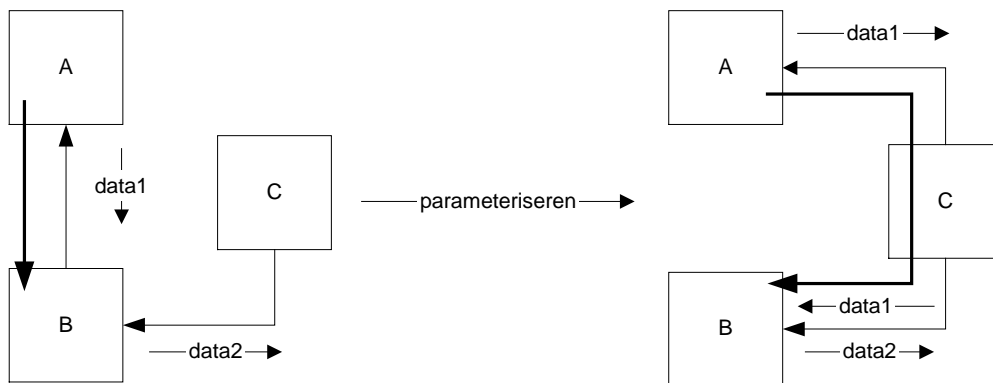 A
data1
B
C
data2
parameteriseren
A
data1
C
data1
B
data2